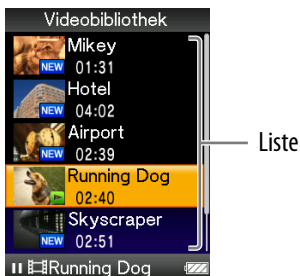 Videobibliothek
Mikey
NEW 01:31
Hotel
NEW 04:02
Airport
NEW 02:39
Liste
Running Dog
02:40
Skyscraper
NEW 02:51
Running Dog